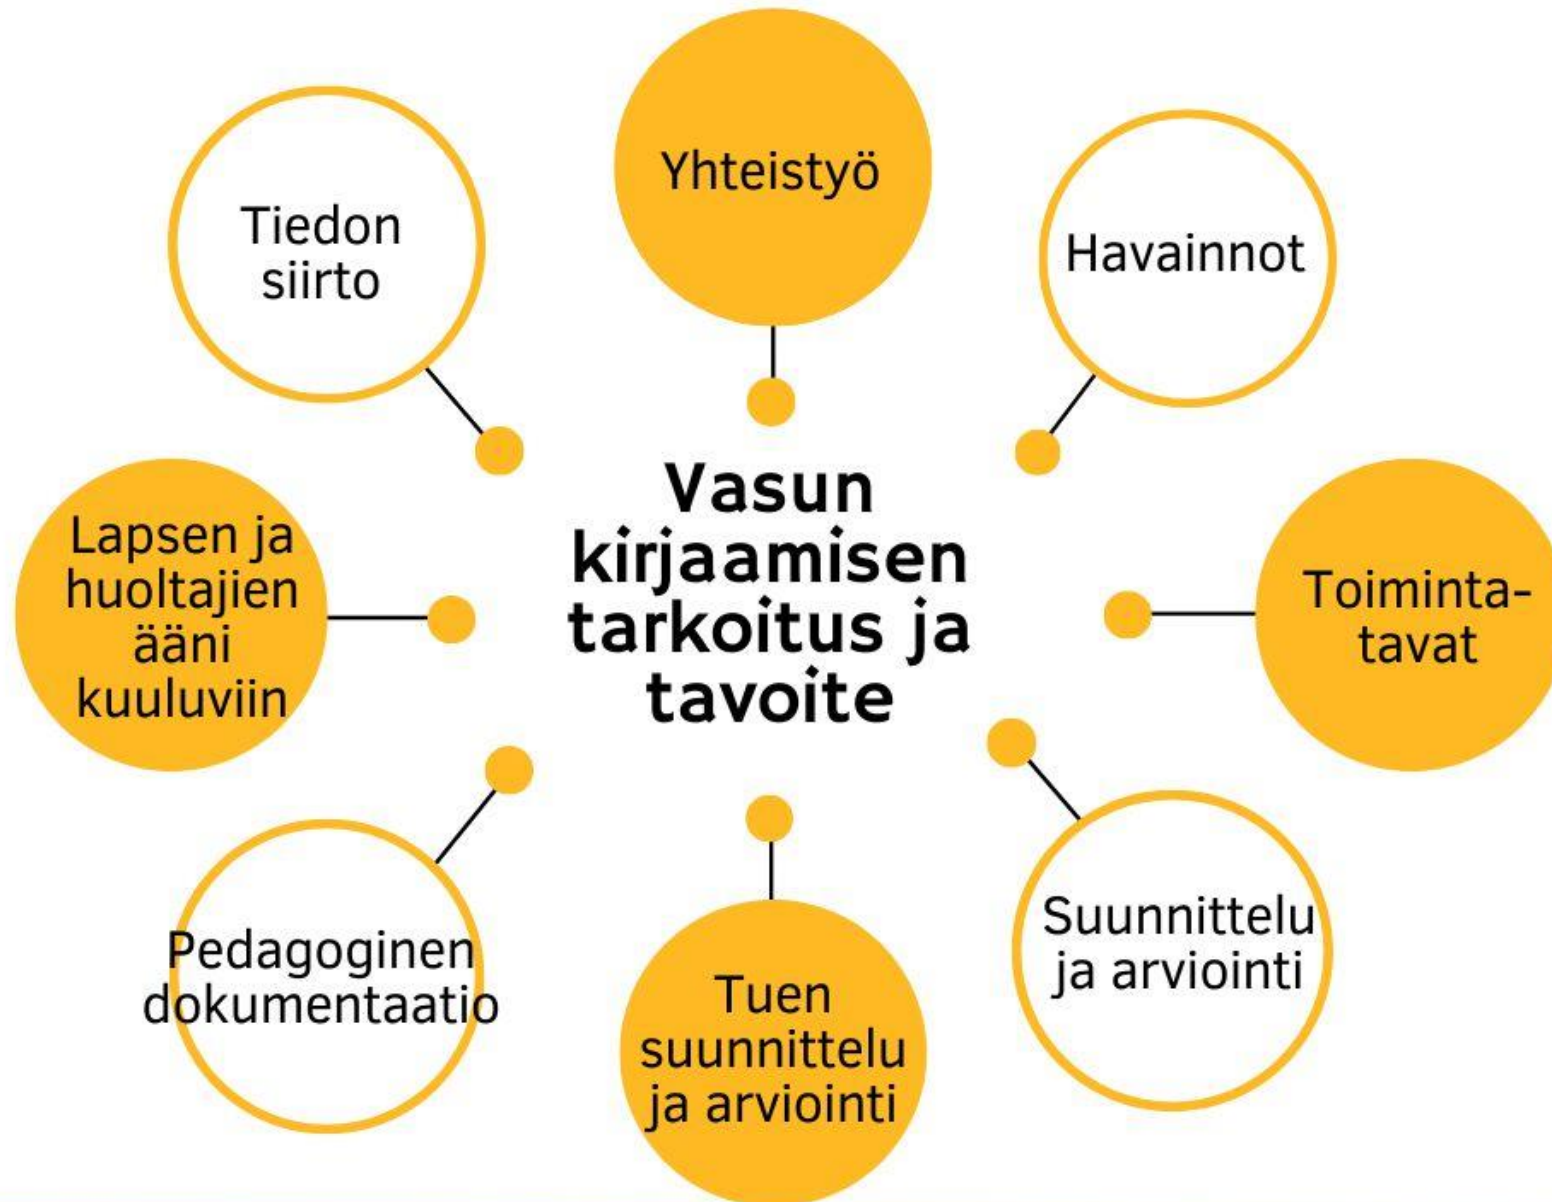 Yhteistyö
Tiedon
siirto
Havainnot
Vasun
kirjaamisen
tarkoitus ja
tavoite
Lapsen ja
huoltajien
ääni
kuuluviin
Toiminta-
tavat
Pedagoginen
dokumentaatio
Tuen
suunnittelu
ja arviointi
Suunnittelu
ja arviointi